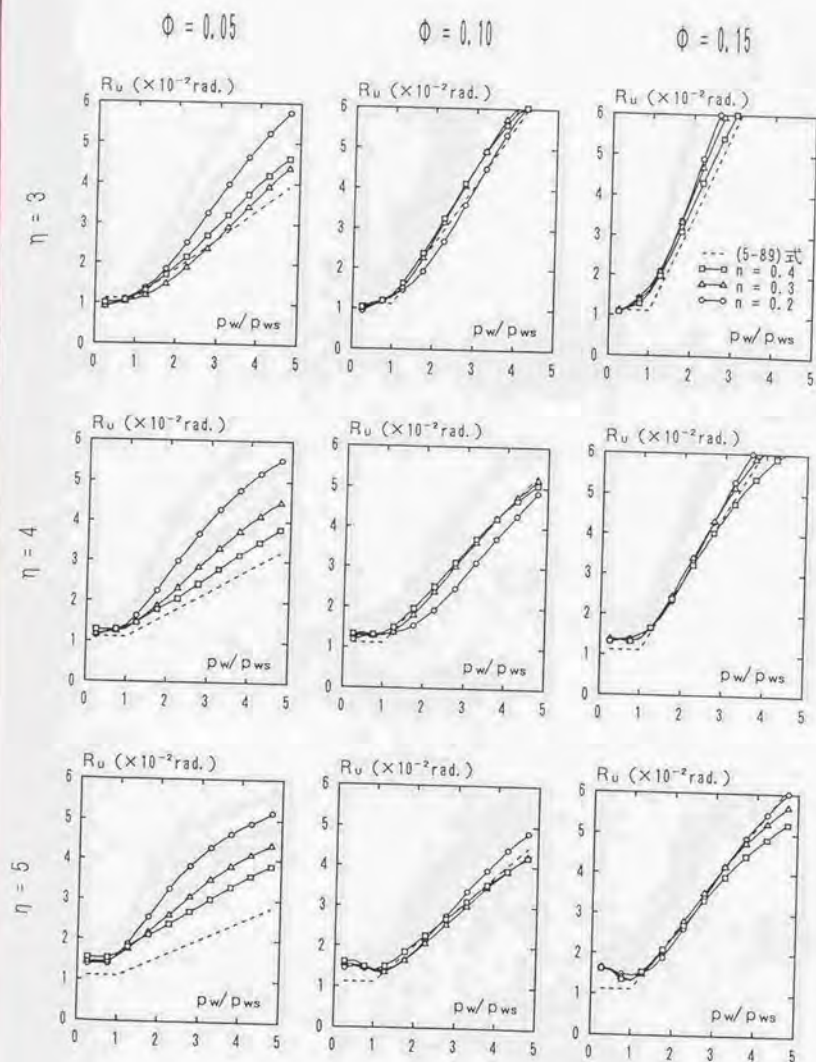 Φ = 0.05 Φ = 0.10 Φ = 0.15
η = 3
Ru (×10⁻²rad.) Ru (×10⁻²rad.) Ru (×10⁻²rad.)
6 6 6
5 5 5
4 4 4
3 3 3
2 2 2
1 1 1
0 0 0
(5-89)式
n = 0.4
n = 0.3
n = 0.2
pw/pws pw/pws pw/pws
0 1 2 3 4 5 0 1 2 3 4 5 0 1 2 3 4 5
η = 4
Ru (×10⁻²rad.) Ru (×10⁻²rad.) Ru (×10⁻²rad.)
6 6 6
5 5 5
4 4 4
3 3 3
2 2 2
1 1 1
0 0 0
pw/pws pw/pws pw/pws
0 1 2 3 4 5 0 1 2 3 4 5 0 1 2 3 4 5
η = 5
Ru (×10⁻²rad.) Ru (×10⁻²rad.) Ru (×10⁻²rad.)
6 6 6
5 5 5
4 4 4
3 3 3
2 2 2
1 1 1
0 0 0
pw/pws pw/pws pw/pws
0 1 2 3 4 5 0 1 2 3 4 5 0 1 2 3 4 5